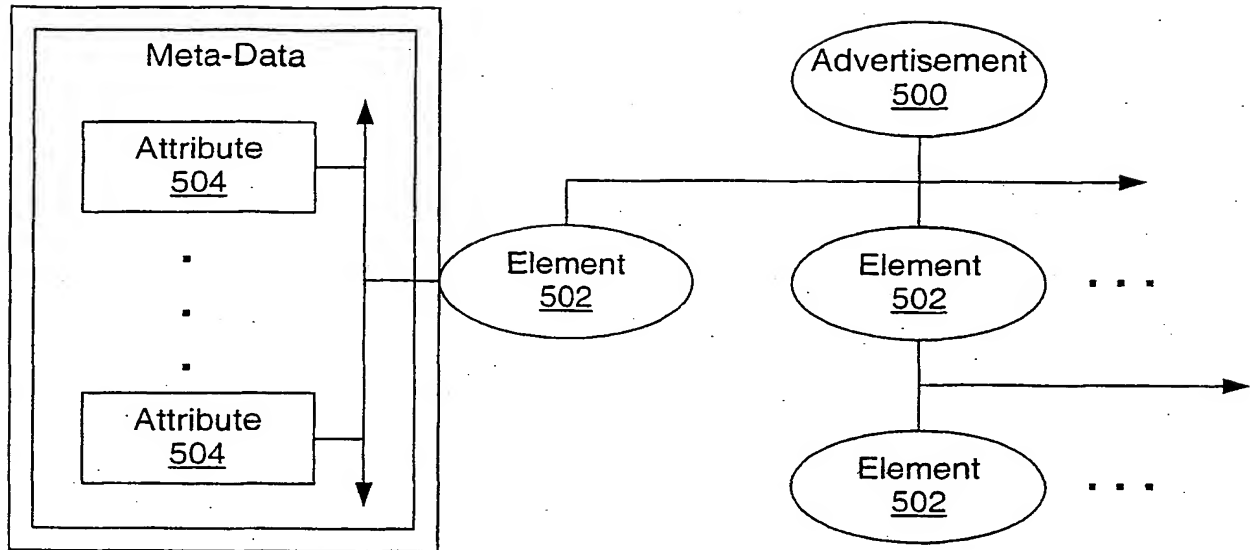 Meta-Data
Attribute
504
Attribute
504
Element
502
Advertisement
500
Element
502
Element
502